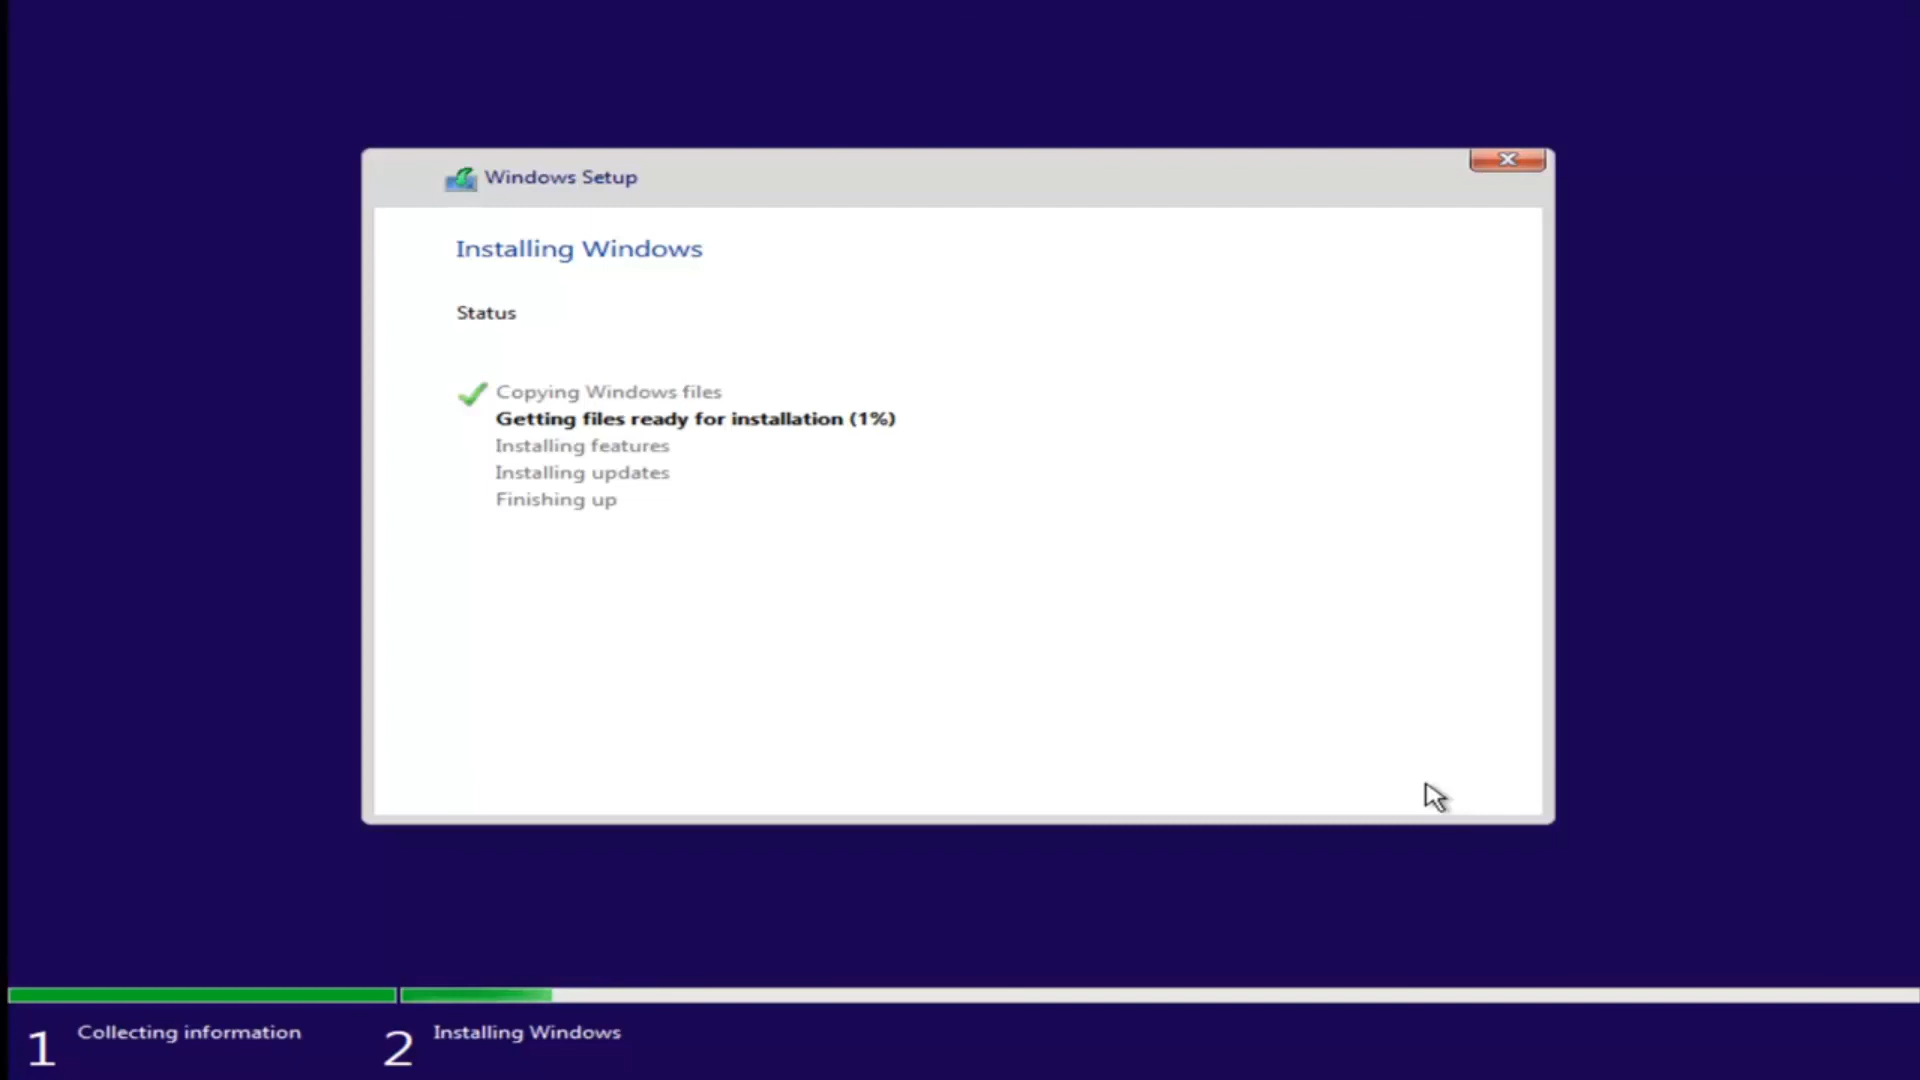 Windows Setup
Installing Windows
Status
Copying Windows files
Getting files ready for installation (1%)
Installing features
Installing updates
Finishing up
1 Collecting information
2 Installing Windows